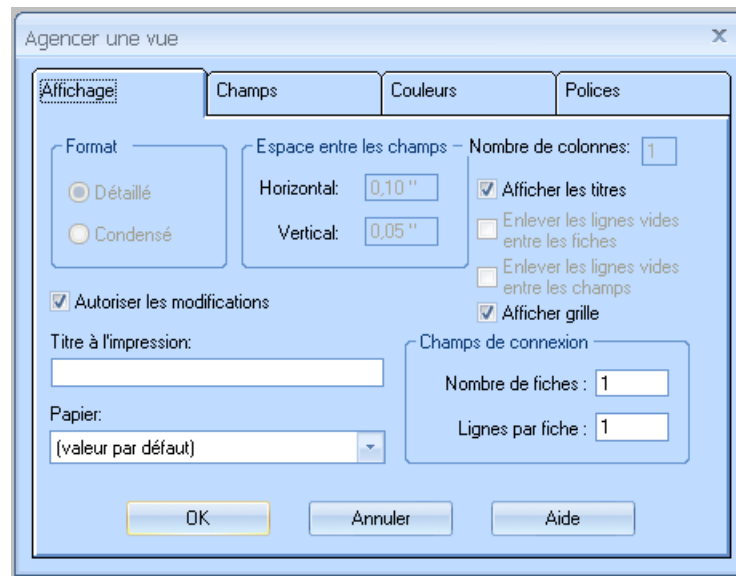 Agencer une vue
Affichage
Champs
Couleurs
Polices
Format
Détaillé
Condensé
Espace entre les champs
Horizontal: 0,10 "
Vertical: 0,05 "
Nombre de colonnes: 1
Afficher les titres
Enlever les lignes vides
entre les fiches
Enlever les lignes vides
entre les champs
Afficher grille
Autoriser les modifications
Titre à l'impression:
Papier:
(valeur par défaut)
Champs de connexion
Nombre de fiches : 1
Lignes par fiche : 1
OK
Annuler
Aide